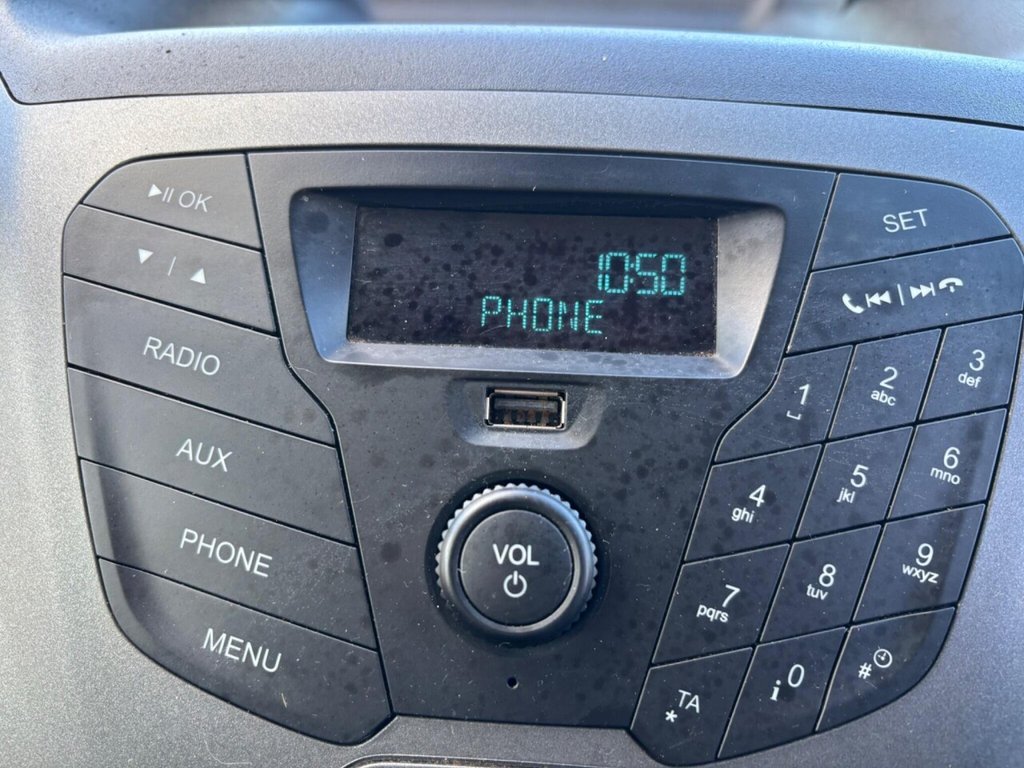 OK
SET
10:50
PHONE
RADIO
AUX
PHONE
MENU
VOL
1
2
abc
3
def
4
ghi
5
jkl
6
mno
7
pqrs
8
tuv
9
wxyz
TA
*
i 0
#